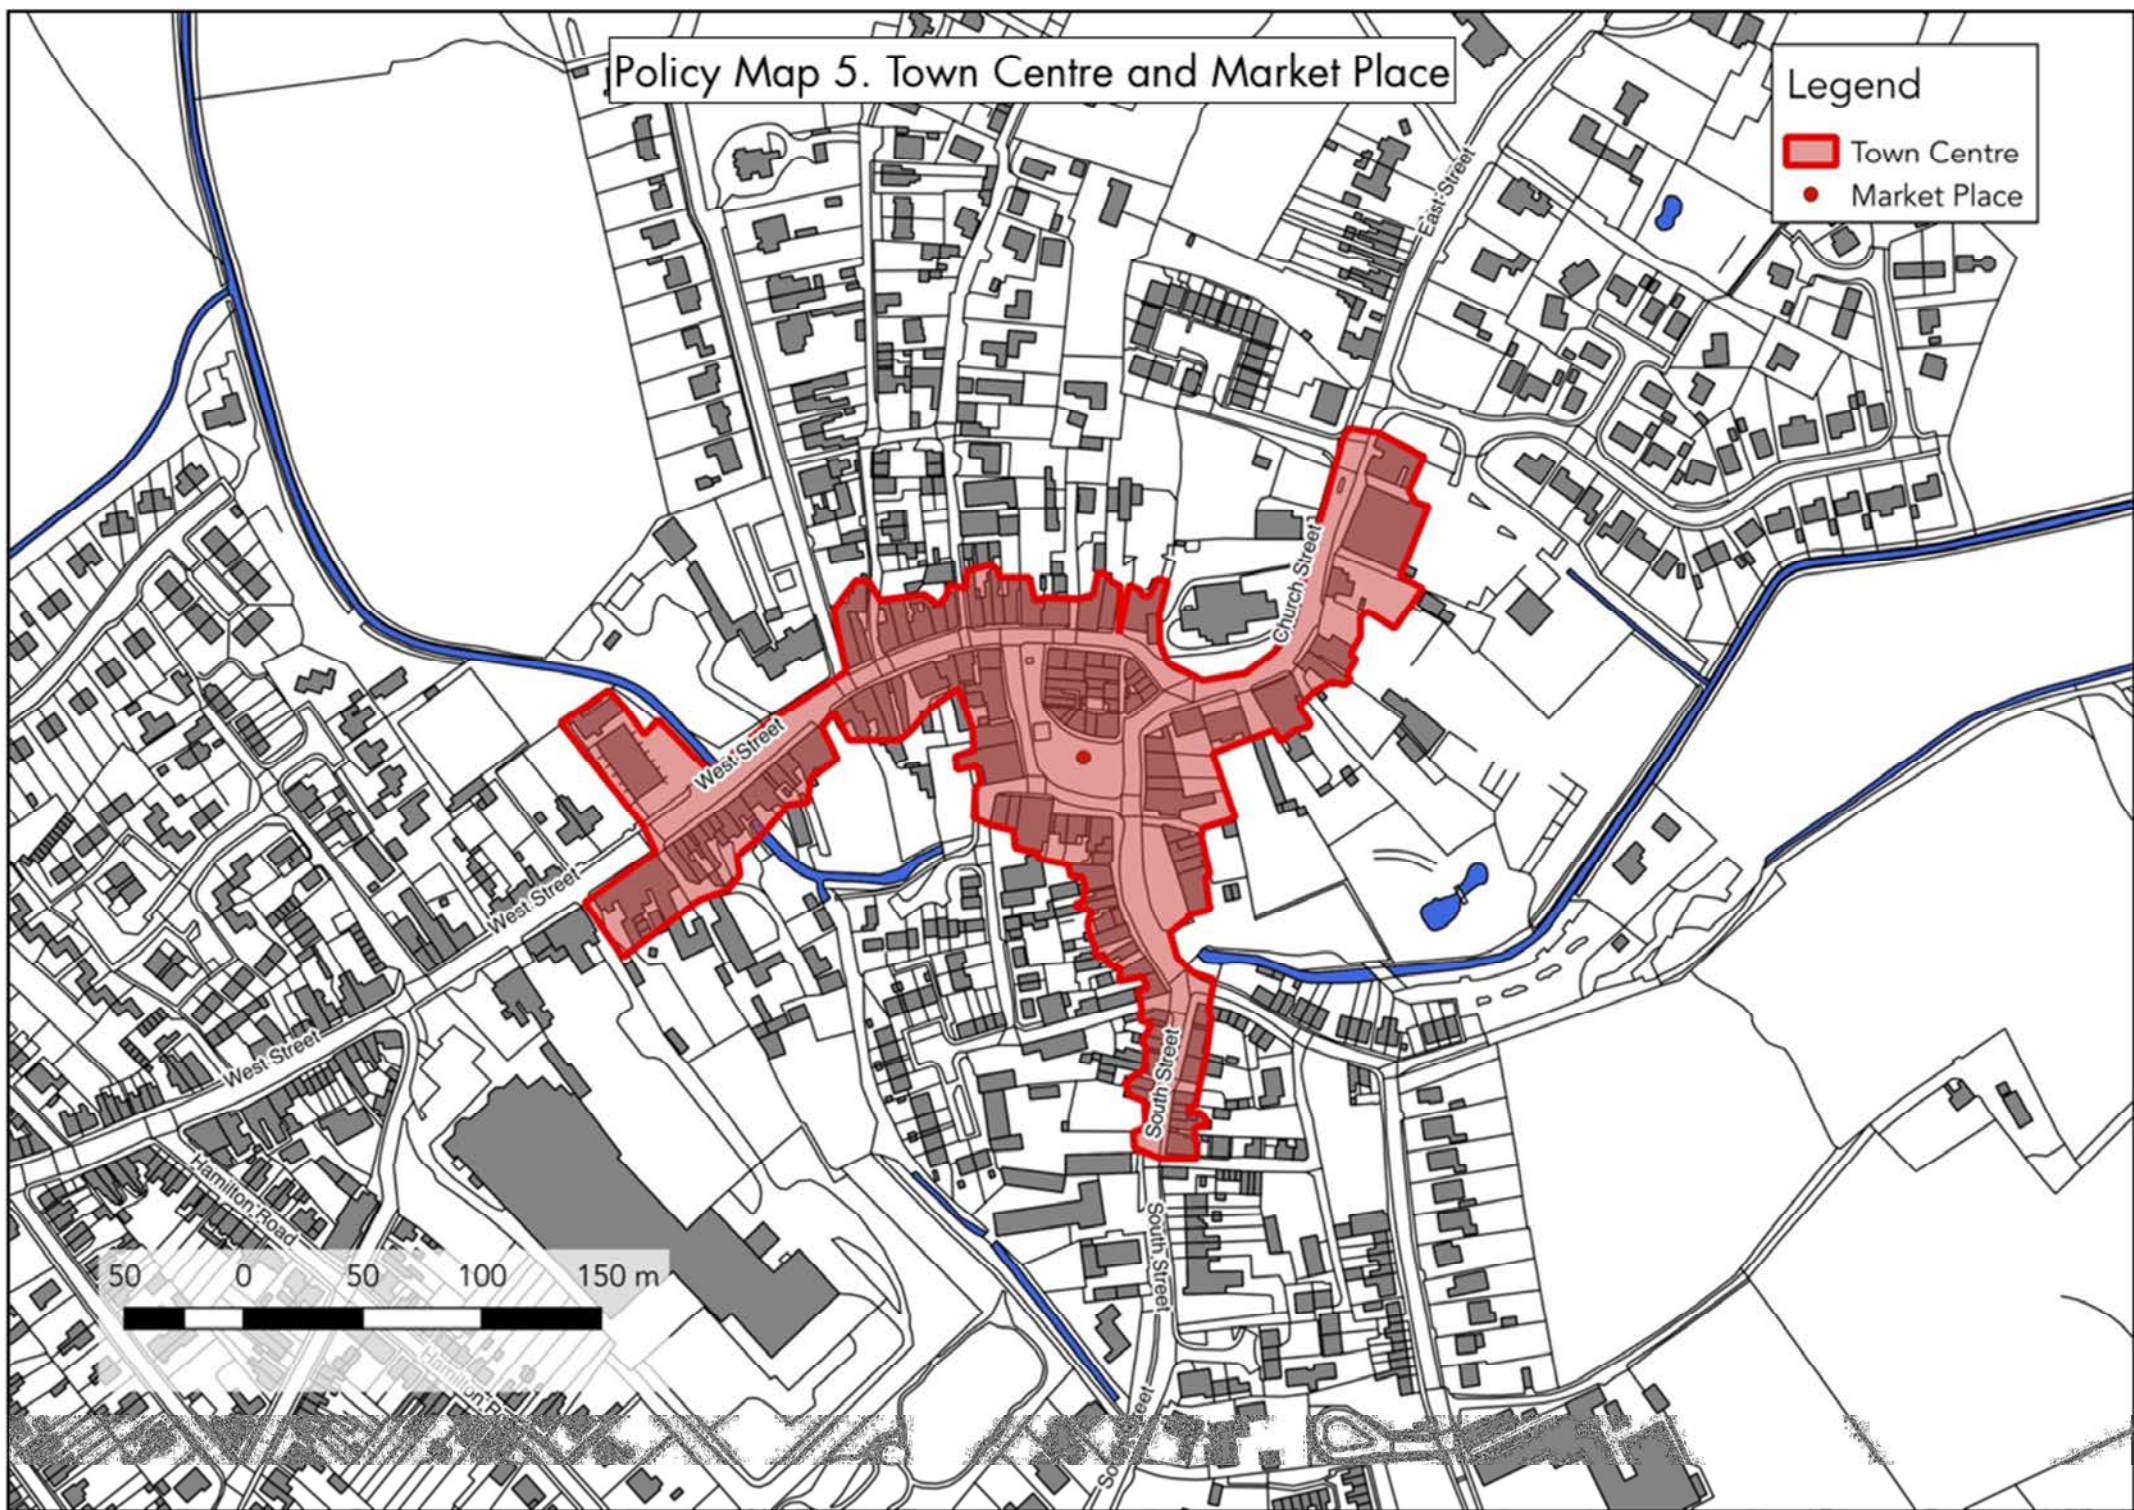 Policy Map 5. Town Centre and Market Place
Legend
Town Centre
Market Place
East Street
Church Street
West Street
West Street
West Street
South Street
Hamilton Road
South Street
50 0 50 100 150 m